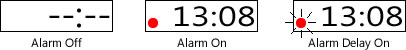 --:-- 13:08 13:08
Alarm Off Alarm On Alarm Delay On